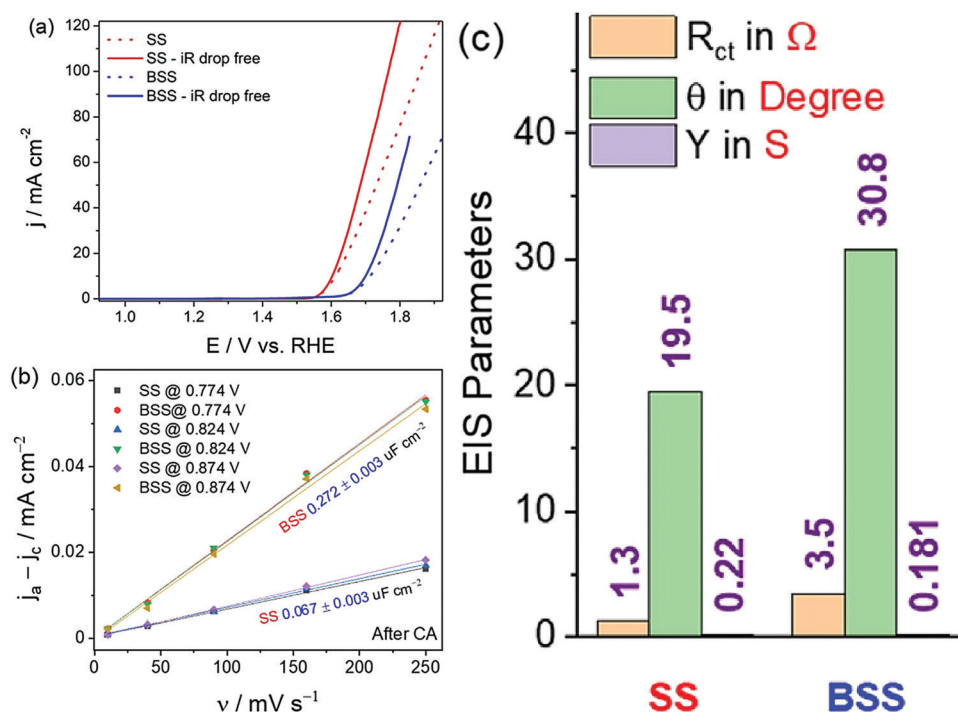 (a)
120
100
80
60
40
20
0
j / mA cm⁻²
SS
SS - iR drop free
BSS
BSS - iR drop free
1.0 1.2 1.4 1.6 1.8
E / V vs. RHE
(b)
0.06
0.04
0.02
0
jₐ – j_c / mA cm⁻²
SS @ 0.774 V
BSS@ 0.774 V
SS @ 0.824 V
BSS @ 0.824 V
SS @ 0.874 V
BSS @ 0.874 V
BSS 0.272 ± 0.003 uF cm⁻²
SS 0.067 ± 0.003 uF cm⁻²
After CA
0 50 100 150 200 250
ν / mV s⁻¹
(c)
R_ct in Ω
θ in Degree
Y in S
40
30
20
10
0
EIS Parameters
1.3
19.5
0.22
3.5
30.8
0.181
SS BSS